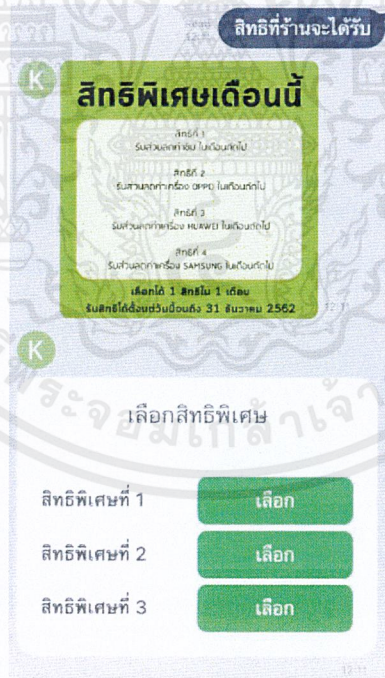 สิทธิที่ร้านจะได้รับ
K
สิทธิพิเศษเดือนนี้
สิทธิที่ 1
รับส่วนลดค่าซิม ในเดือนถัดไป
สิทธิที่ 2
รับส่วนลดค่าเครื่อง OPPO ในเดือนถัดไป
สิทธิที่ 3
รับส่วนลดค่าเครื่อง HUAWEI ในเดือนถัดไป
สิทธิที่ 4
รับส่วนลดค่าเครื่อง SAMSUNG ในเดือนถัดไป
เลือกได้ 1 สิทธิใน 1 เดือน
รับสิทธิได้ตั้งแต่วันนี้จนถึง 31 ธันวาคม 2562
12:11
K
เลือกสิทธิพิเศษ
สิทธิพิเศษที่ 1 เลือก
สิทธิพิเศษที่ 2 เลือก
สิทธิพิเศษที่ 3 เลือก
12:11